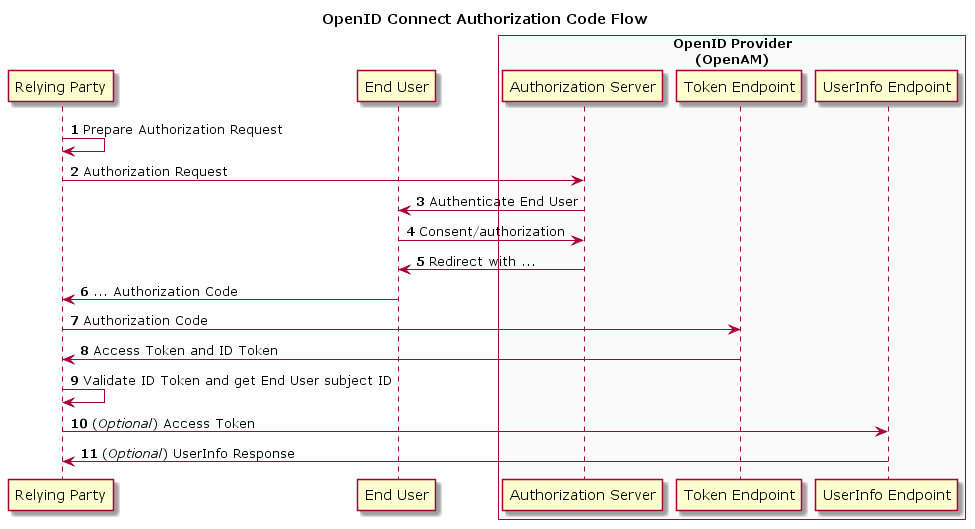 OpenID Connect Authorization Code Flow
OpenID Provider
(OpenAM)
Relying Party
End User
Authorization Server
Token Endpoint
UserInfo Endpoint
1 Prepare Authorization Request
2 Authorization Request
3 Authenticate End User
4 Consent/authorization
5 Redirect with ...
6 ... Authorization Code
7 Authorization Code
8 Access Token and ID Token
9 Validate ID Token and get End User subject ID
10 (Optional) Access Token
11 (Optional) UserInfo Response
Relying Party
End User
Authorization Server
Token Endpoint
UserInfo Endpoint